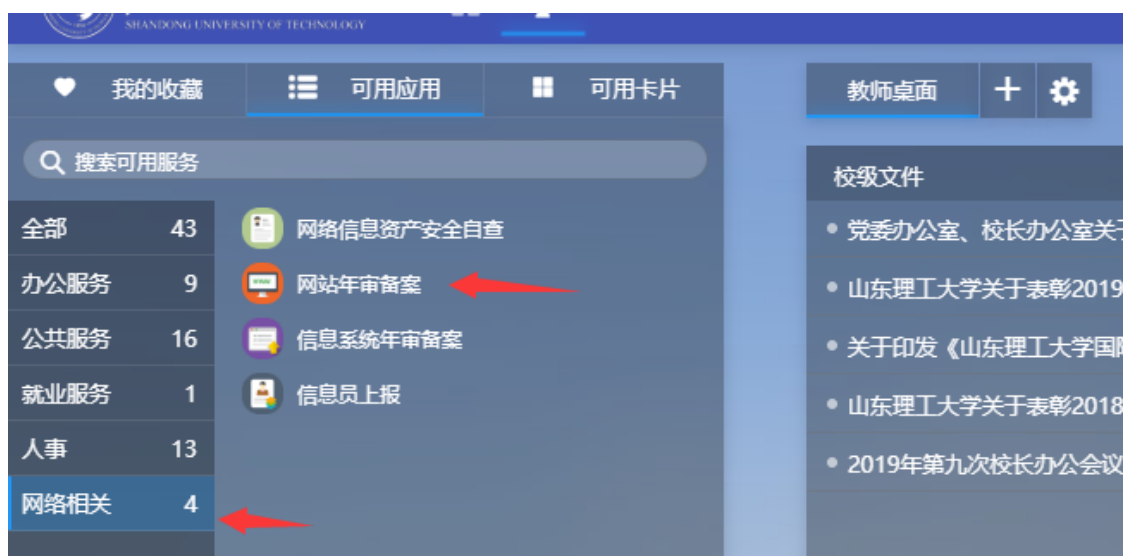 SHANDONG UNIVERSITY OF TECHNOLOGY
我的收藏 可用应用 可用卡片
教师桌面
搜索可用服务
校级文件
全部 43
办公服务 9
公共服务 16
就业服务 1
人事 13
网络相关 4
网络信息资产安全自查
网站年审备案
信息系统年审备案
信息员上报
党委办公室、校长办公室关
山东理工大学关于表彰2019
关于印发《山东理工大学国
山东理工大学关于表彰2018
2019年第九次校长办公会议